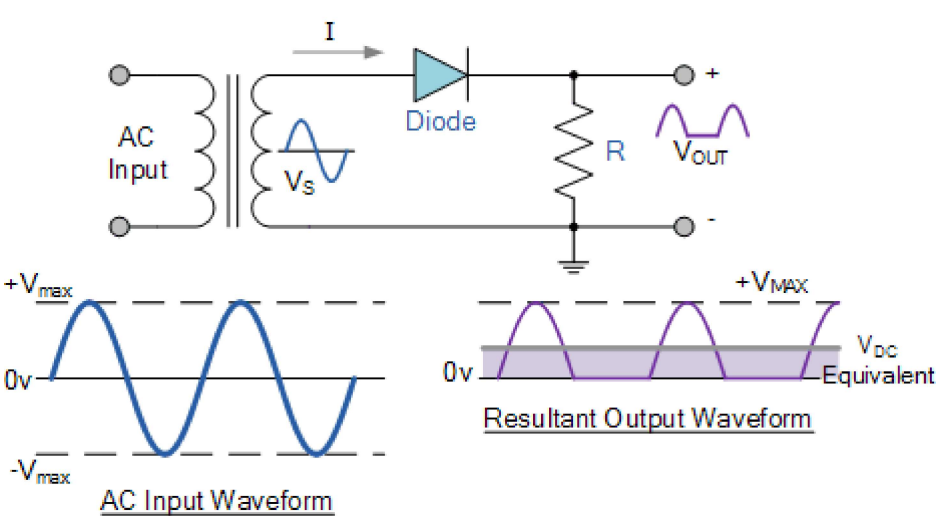 I
AC
Input
VS
Diode
R
+
VOUT
-
+Vmax
0v
-Vmax
AC Input Waveform
+VMAX
VDC
0v
Equivalent
Resultant Output Waveform